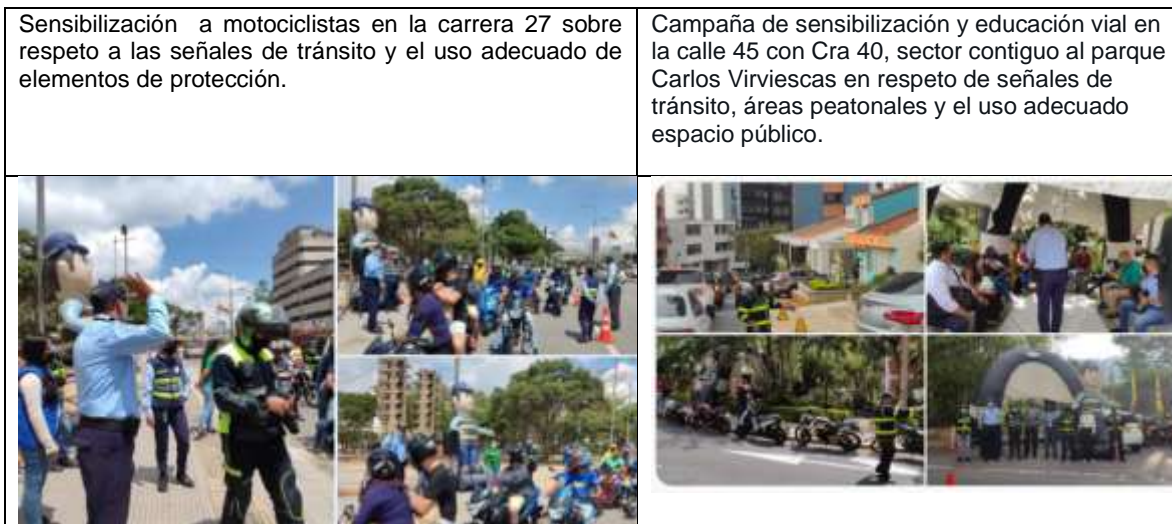 Sensibilización a motociclistas en la carrera 27 sobre
respeto a las señales de tránsito y el uso adecuado de
elementos de protección.
Campaña de sensibilización y educación vial en
la calle 45 con Cra 40, sector contiguo al parque
Carlos Virviescas en respeto de señales de
tránsito, áreas peatonales y el uso adecuado
espacio público.